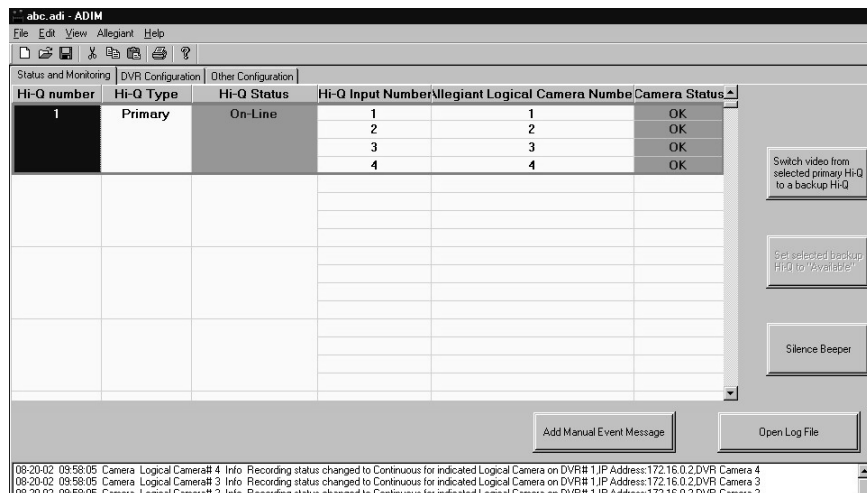 abc.adi - ADIM
File Edit View Allegiant Help
Status and Monitoring DVR Configuration Other Configuration
Hi-Q number Hi-Q Type Hi-Q Status Hi-Q Input Number Allegiant Logical Camera Numbe Camera Status
1 Primary On-Line 1 1 OK
2 2 OK
3 3 OK
4 4 OK
Switch video from
selected primary Hi-Q
to a backup Hi-Q
Set selected backup
Hi-Q to "Available"
Silence Beeper
Add Manual Event Message Open Log File
08-20-02 09:58:05 Camera Logical Camera# 4 Info Recording status changed to Continuous for indicated Logical Camera on DVR# 1,IP Address:172.16.0.2,DVR Camera 4
08-20-02 09:58:05 Camera Logical Camera# 3 Info Recording status changed to Continuous for indicated Logical Camera on DVR# 1,IP Address:172.16.0.2,DVR Camera 3